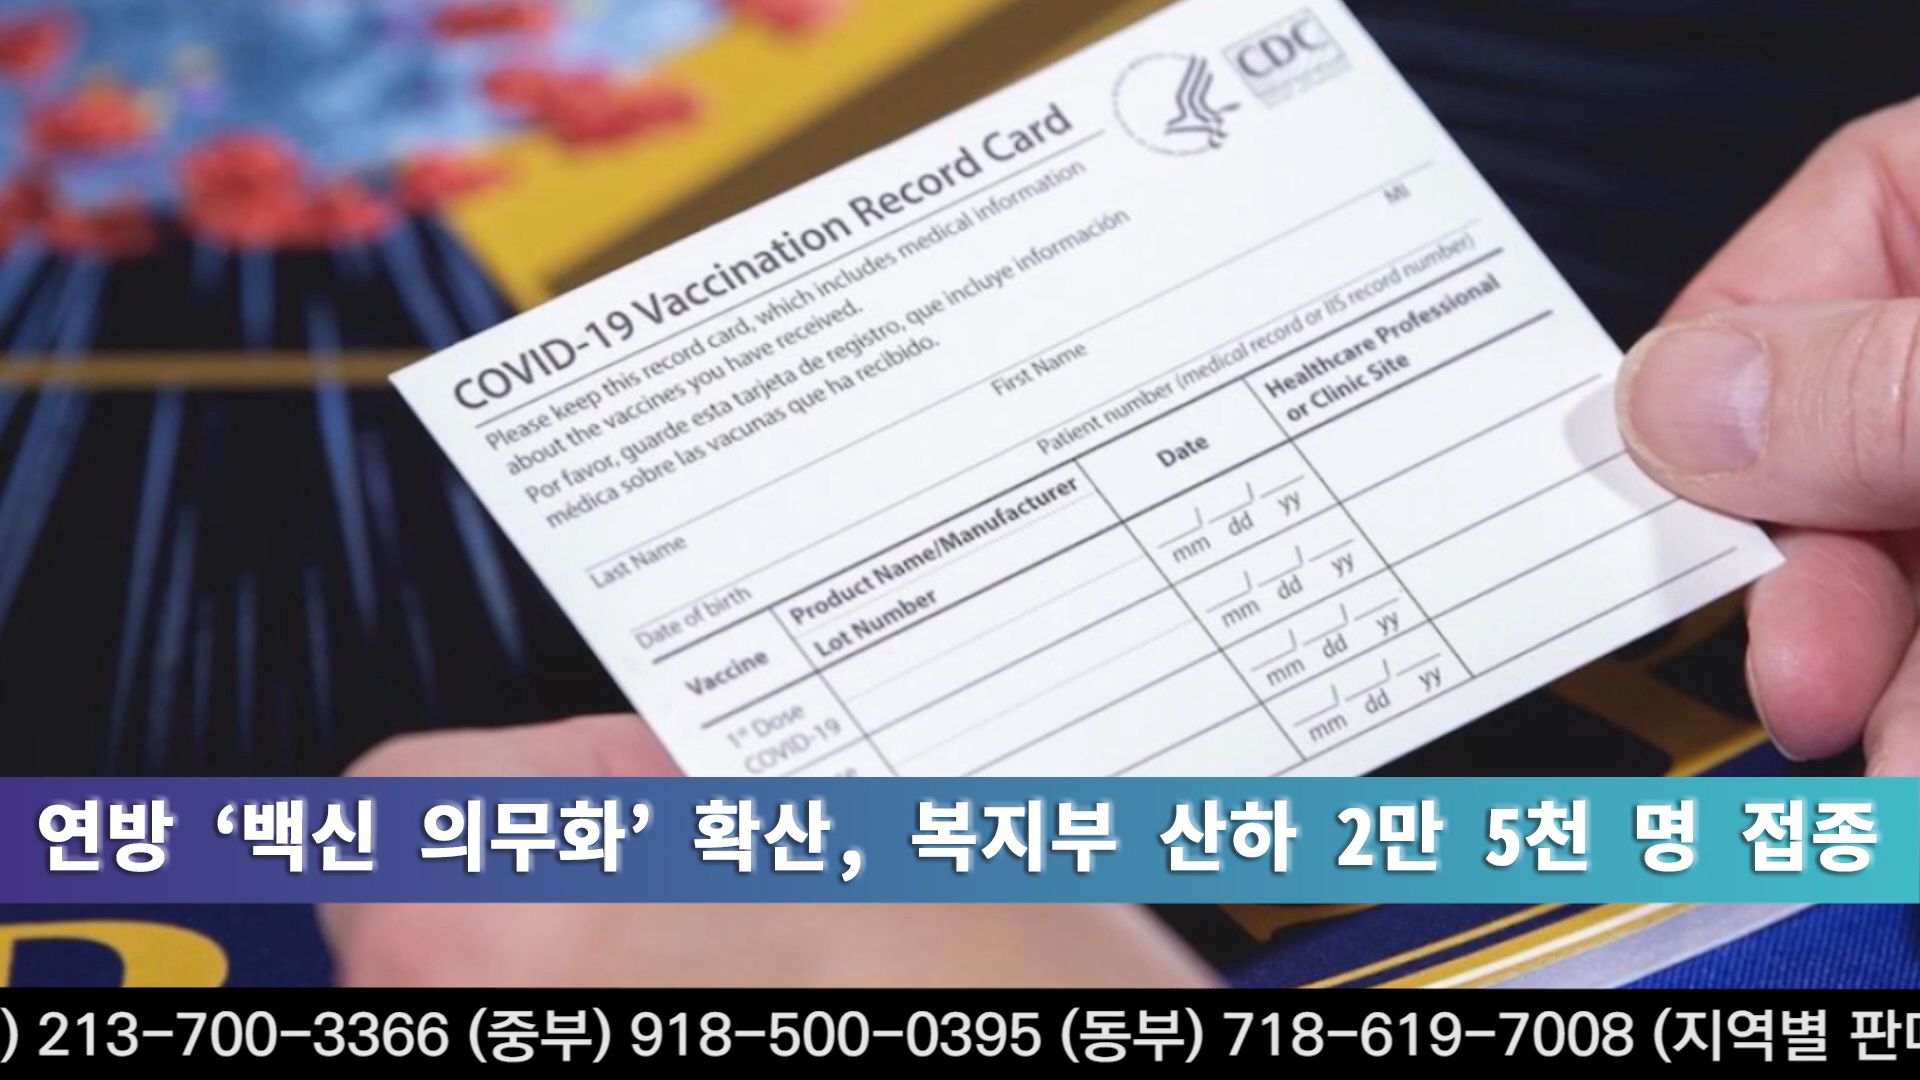 CDC
COVID-19 Vaccination Record Card
Please keep this record card, which includes medical information
about the vaccines you have received.
Por favor, guarde esta tarjeta de registro, que incluye información
médica sobre las vacunas que ha recibido.
Last Name
First Name
MI
Date of birth
Patient number (medical record or IIS record number)
Vaccine
Product Name/Manufacturer
Lot Number
Date
Healthcare Professional
or Clinic Site
1st Dose
COVID-19
mm dd yy
mm dd yy
mm dd yy
mm dd yy
연방 ‘백신 의무화’ 확산, 복지부 산하 2만 5천 명 접종
) 213-700-3366 (중부) 918-500-0395 (동부) 718-619-7008 (지역별